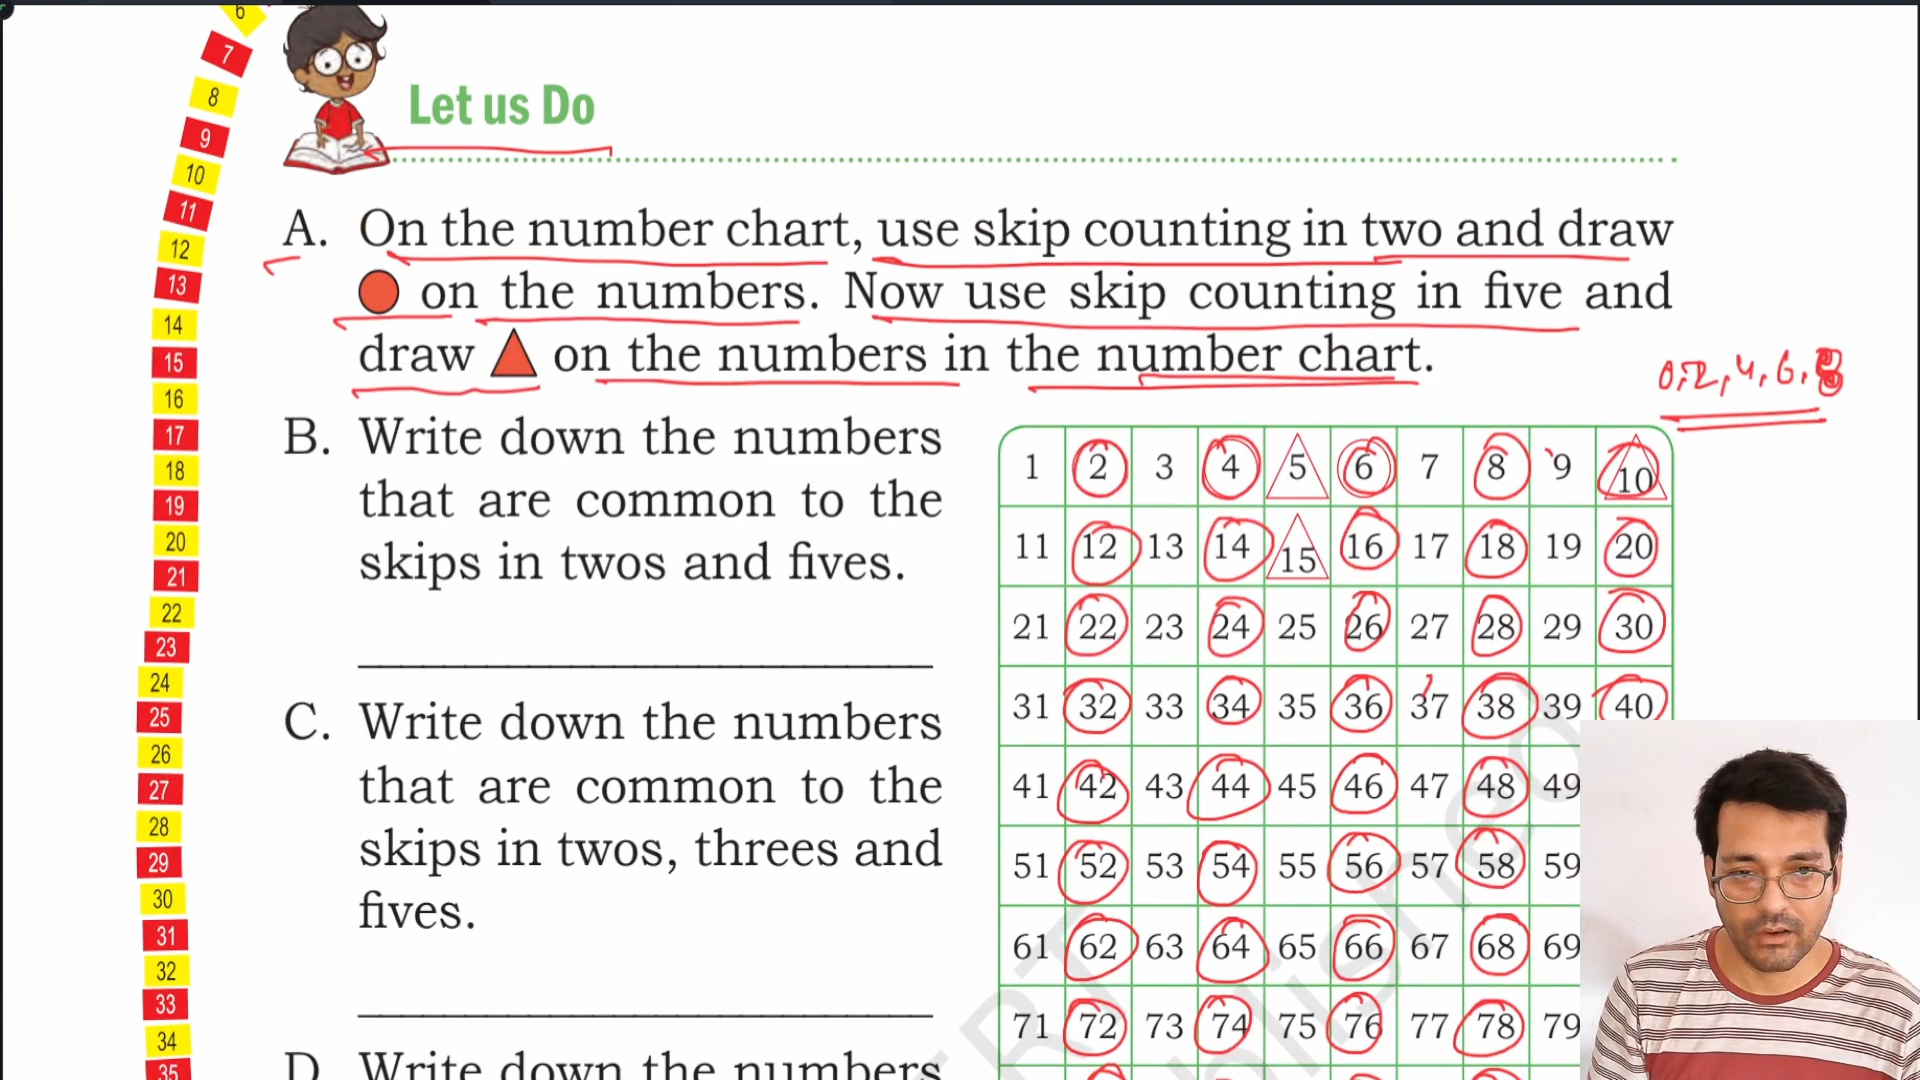 6
7
8
9
10
11
12
13
14
15
16
17
18
19
20
21
22
23
24
25
26
27
28
29
30
31
32
33
34
35
Let us Do
A. On the number chart, use skip counting in two and draw
on the numbers. Now use skip counting in five and
draw on the numbers in the number chart.
0, 2, 4, 6, 8
B. Write down the numbers
that are common to the
skips in twos and fives.
C. Write down the numbers
that are common to the
skips in twos, threes and
fives.
D. Write down the numbers
1 2 3 4 5 6 7 8 9 10
11 12 13 14 15 16 17 18 19 20
21 22 23 24 25 26 27 28 29 30
31 32 33 34 35 36 37 38 39 40
41 42 43 44 45 46 47 48 49
51 52 53 54 55 56 57 58 59
61 62 63 64 65 66 67 68 69
71 72 73 74 75 76 77 78 79